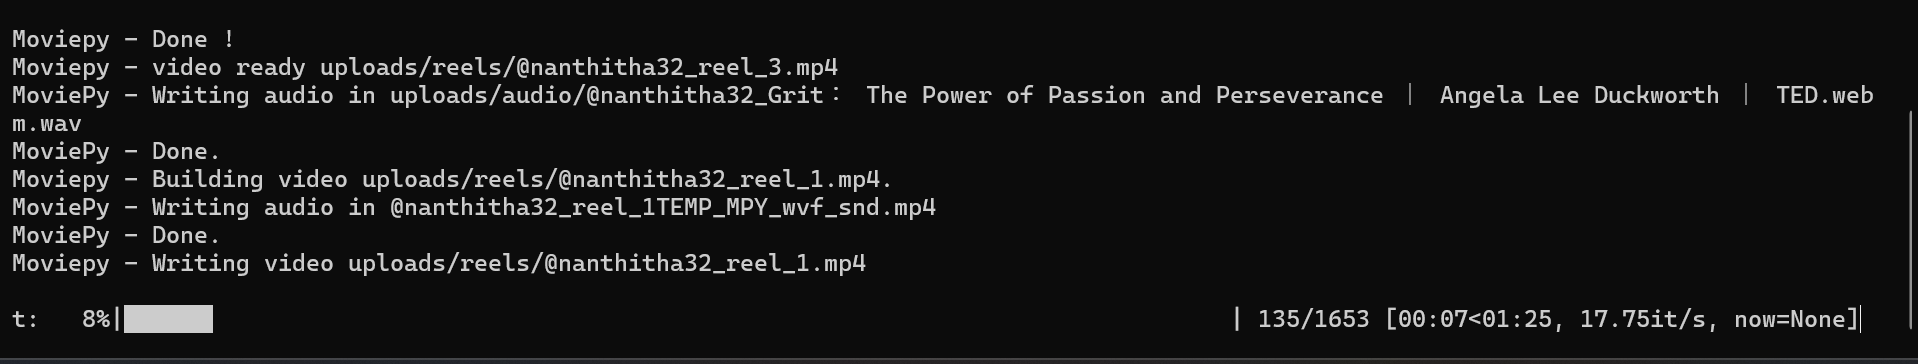 Moviepy - Done !
Moviepy - video ready uploads/reels/@nanthitha32_reel_3.mp4
MoviePy - Writing audio in uploads/audio/@nanthitha32_Grit： The Power of Passion and Perseverance ｜ Angela Lee Duckworth ｜ TED.web
m.wav
MoviePy - Done.
Moviepy - Building video uploads/reels/@nanthitha32_reel_1.mp4.
MoviePy - Writing audio in @nanthitha32_reel_1TEMP_MPY_wvf_snd.mp4
MoviePy - Done.
Moviepy - Writing video uploads/reels/@nanthitha32_reel_1.mp4
t:   8%| | 135/1653 [00:07<01:25, 17.75it/s, now=None]